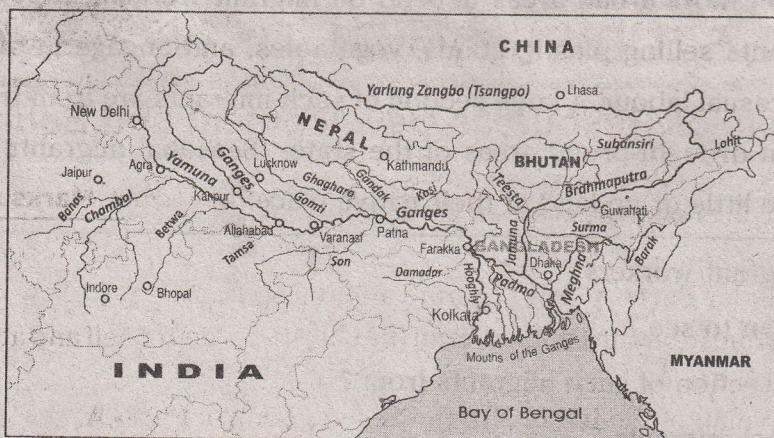 CHINA
Yarlung Zangbo (Tsangpo)
Lhasa
New Delhi
NEPAL
Subansiri
Lohit
Jaipur
Agra
Yamuna
Ganges
Lucknow
Kathmandu
BHUTAN
Ghaghara
Gandak
Kosi
Teesta
Brahmaputra
Banas
Chambal
Kanpur
Gomti
Ganges
Guwahati
Betwa
Allahabad
Varanasi
Patna
Jamuna
Surma
Tamsa
Son
Farakka
BANGLADESH
Barak
Indore
Bhopal
Damadar
Hooghly
Padma
Dhaka
Meghna
Kolkata
INDIA
Mouths of the Ganges
MYANMAR
Bay of Bengal